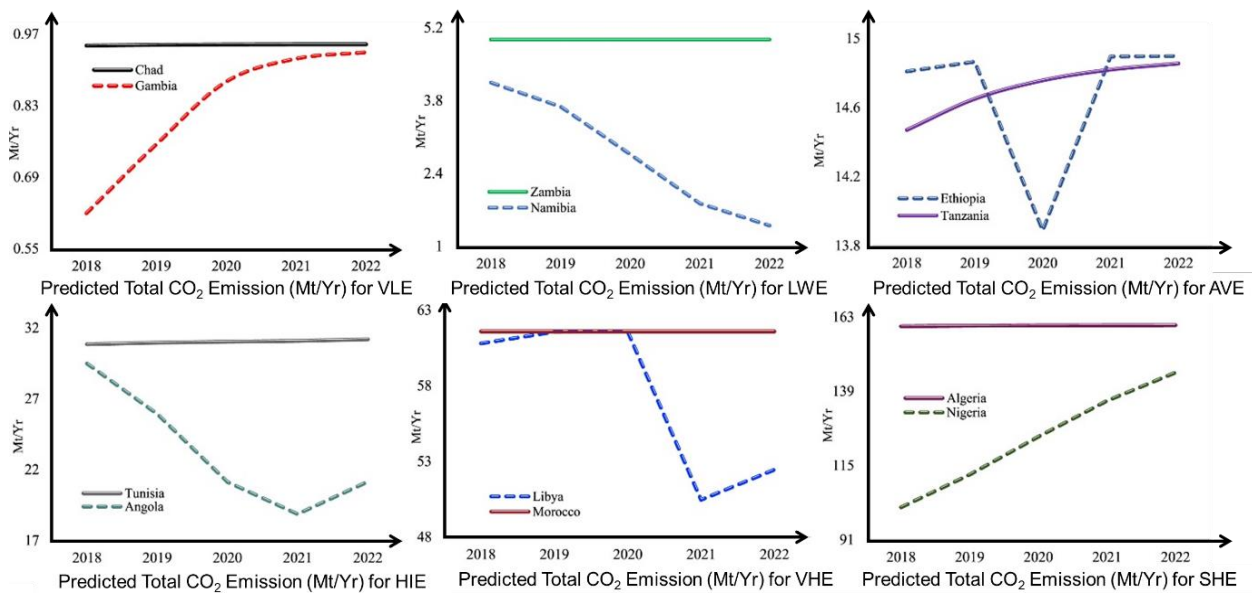 0.97
0.83
0.69
0.55
Mt/Yr
Chad
Gambia
2018 2019 2020 2021 2022
Predicted Total CO₂ Emission (Mt/Yr) for VLE
5.2
3.8
2.4
1
Mt/Yr
Zambia
Namibia
2018 2019 2020 2021 2022
Predicted Total CO₂ Emission (Mt/Yr) for LWE
15
14.6
14.2
13.8
Mt/Yr
Ethiopia
Tanzania
2018 2019 2020 2021 2022
Predicted Total CO₂ Emission (Mt/Yr) for AVE
32
27
22
17
Mt/Yr
Tunisia
Angola
2018 2019 2020 2021 2022
Predicted Total CO₂ Emission (Mt/Yr) for HIE
63
58
53
48
Mt/Yr
Libya
Morocco
2018 2019 2020 2021 2022
Predicted Total CO₂ Emission (Mt/Yr) for VHE
163
139
115
91
Mt/Yr
Algeria
Nigeria
2018 2019 2020 2021 2022
Predicted Total CO₂ Emission (Mt/Yr) for SHE